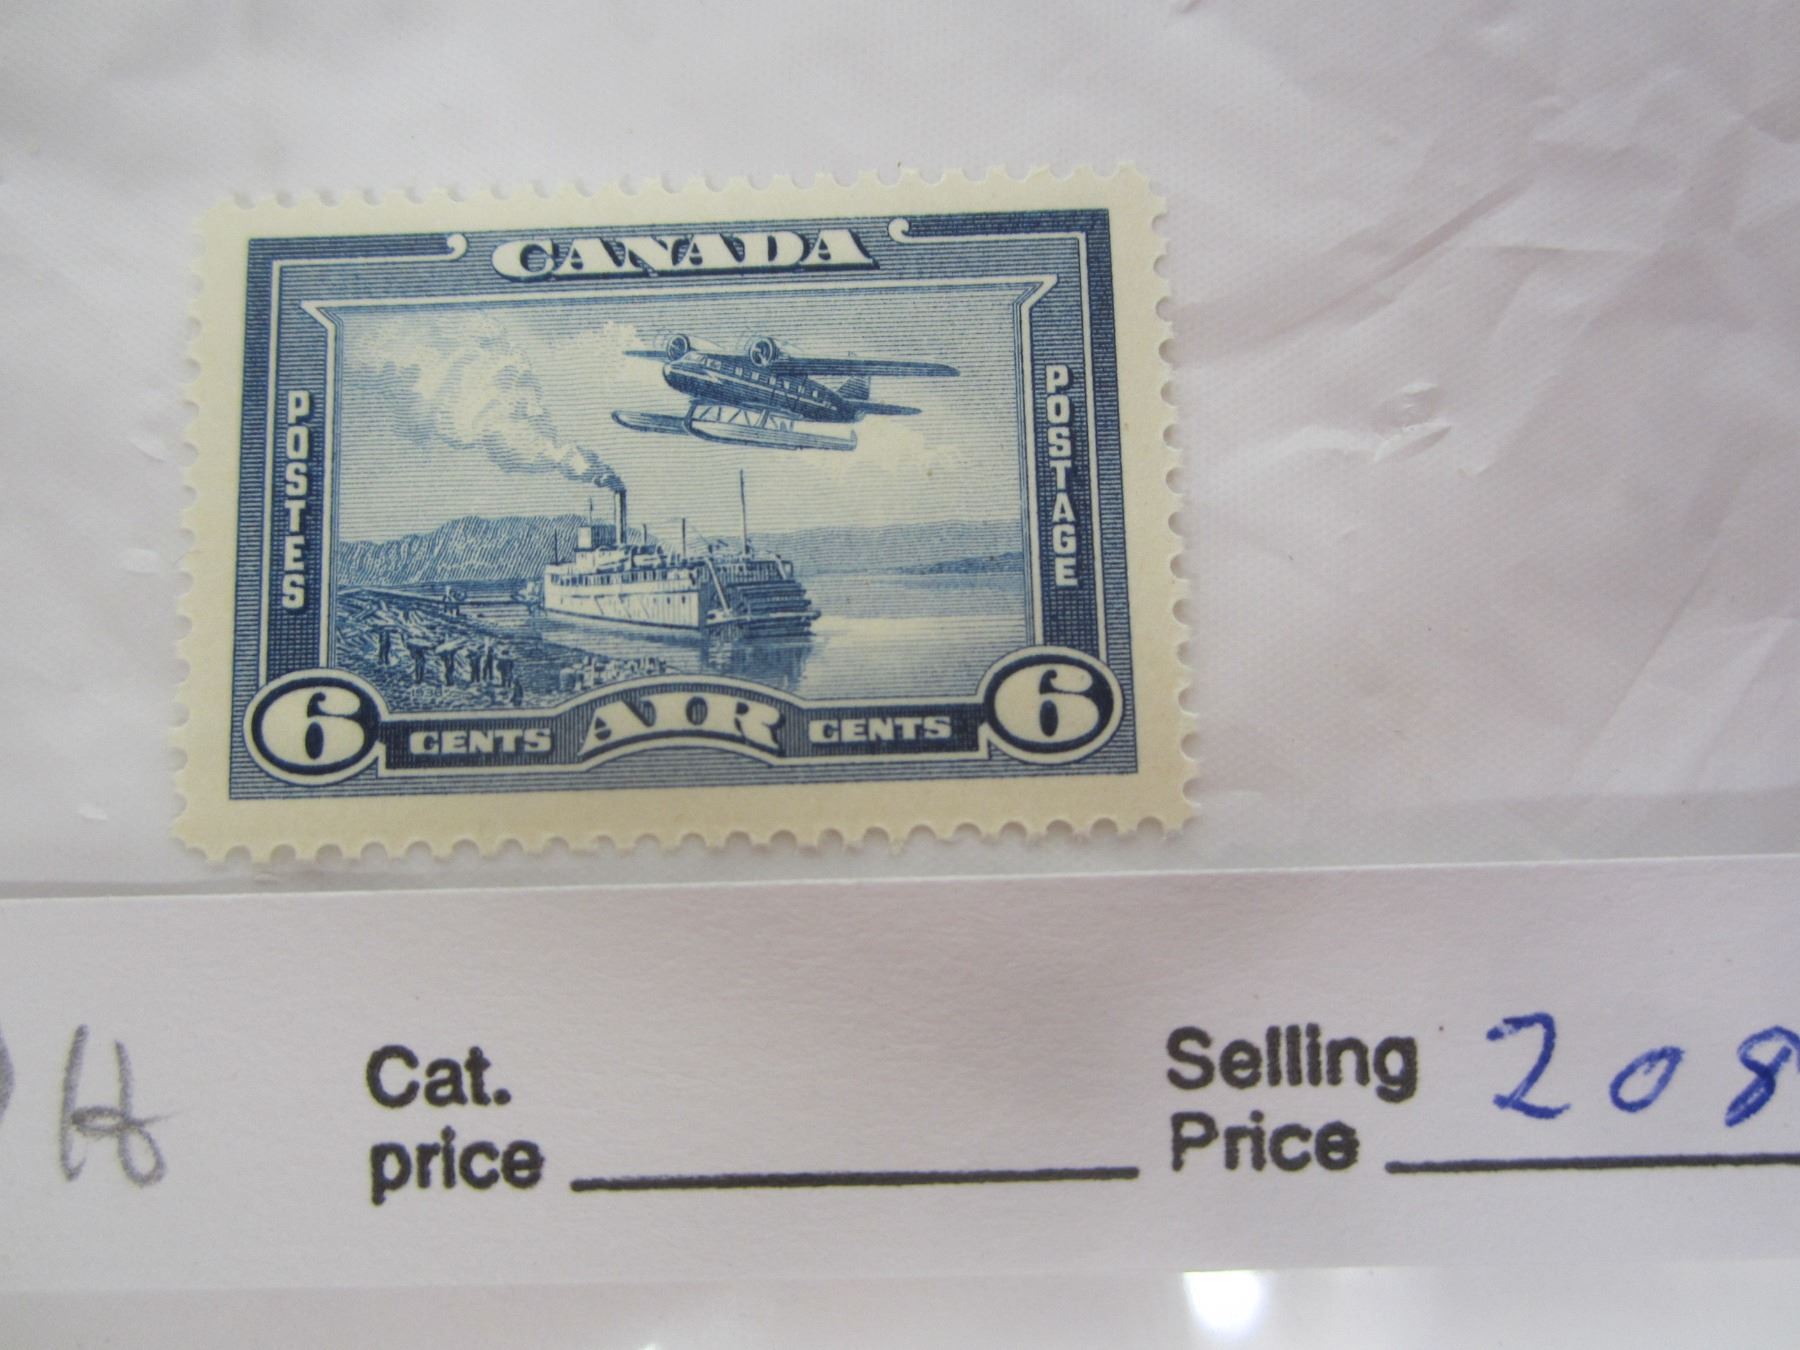 CANADA
POSTES
POSTAGE
6 CENTS AIR CENTS 6
H
Cat.
price
Selling
Price
208